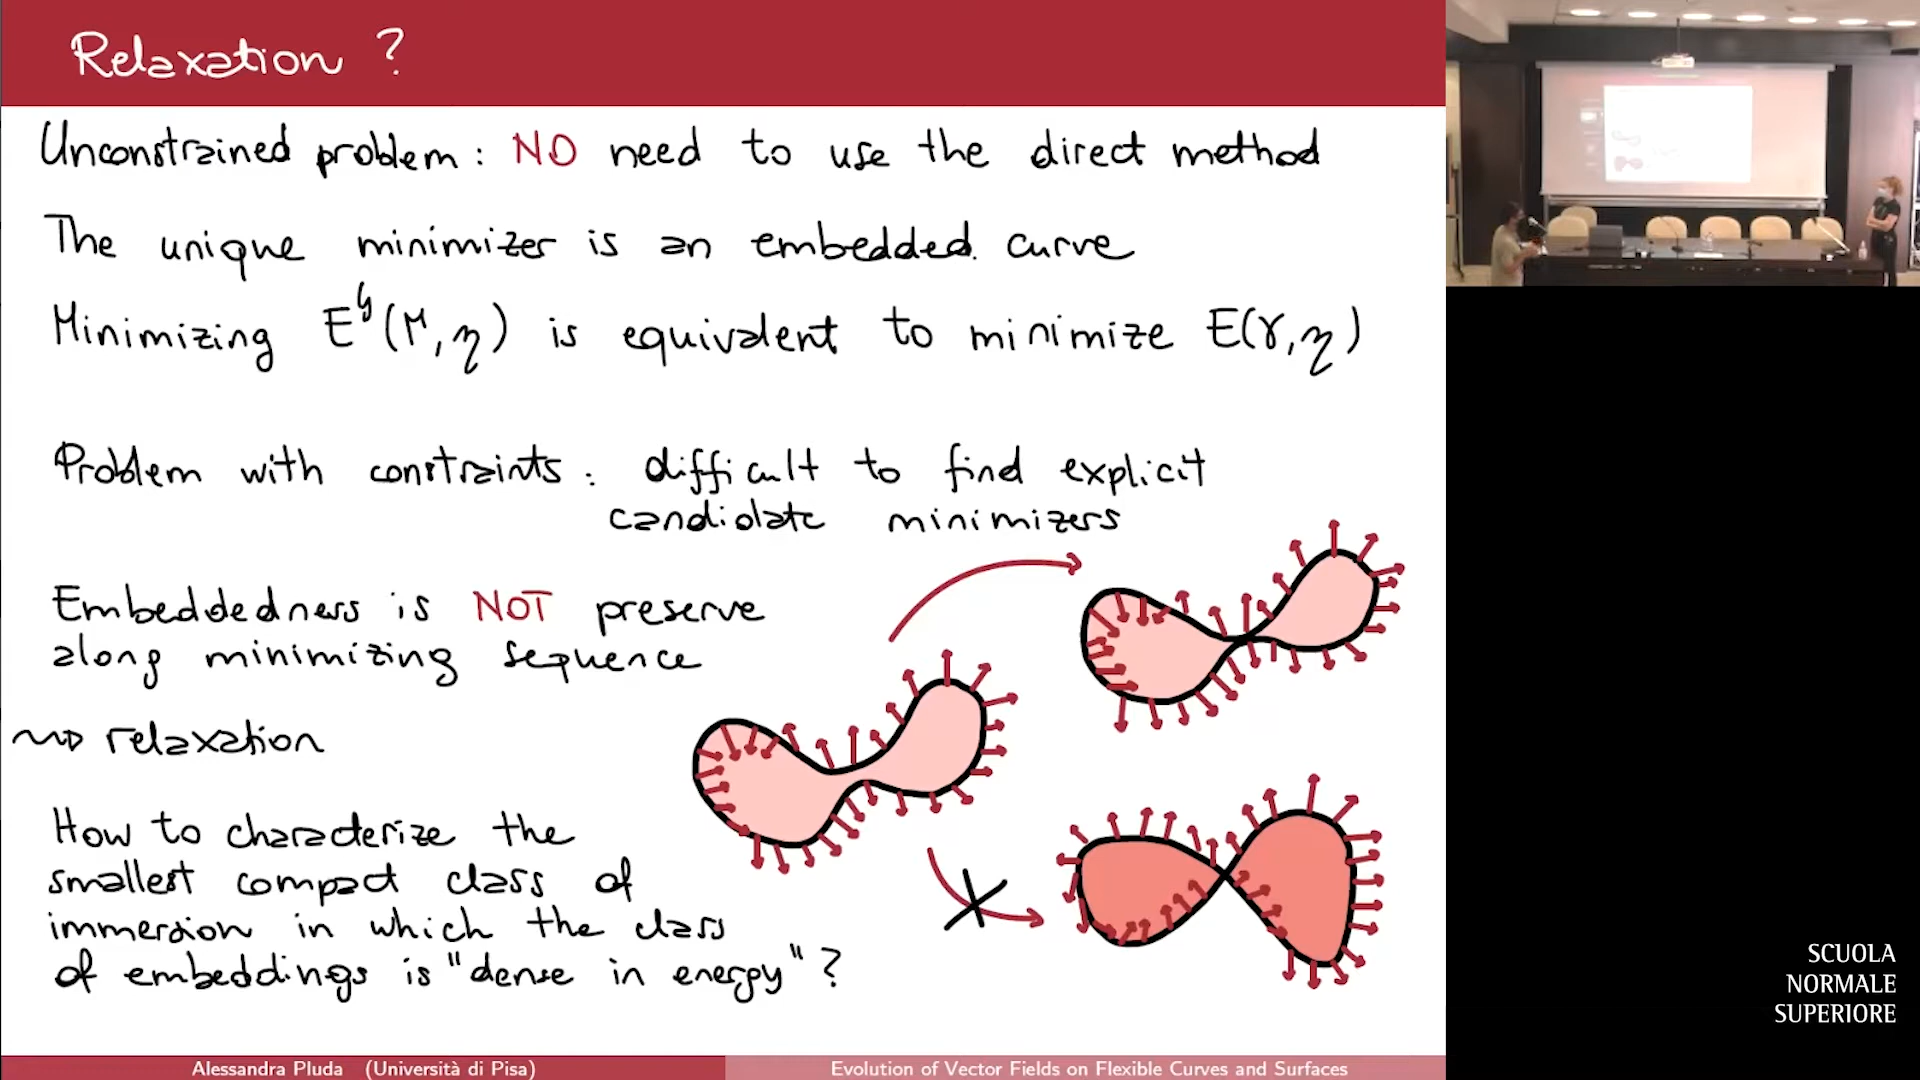 Relaxation ?
Unconstrained problem : NO need to use the direct method
The unique minimizer is an embedded curve
Minimizing E^φ(Γ, η) is equivalent to minimize E(γ, η)
Problem with constraints : difficult to find explicit
candidate minimizers
Embeddedness is NOT preserve
along minimizing sequence
relaxation
How to characterize the
smallest compact class of
immersion in which the class
of embeddings is "dense in energy" ?
Alessandra Pluda (Università di Pisa)
Evolution of Vector Fields on Flexible Curves and Surfaces
SCUOLA
NORMALE
SUPERIORE